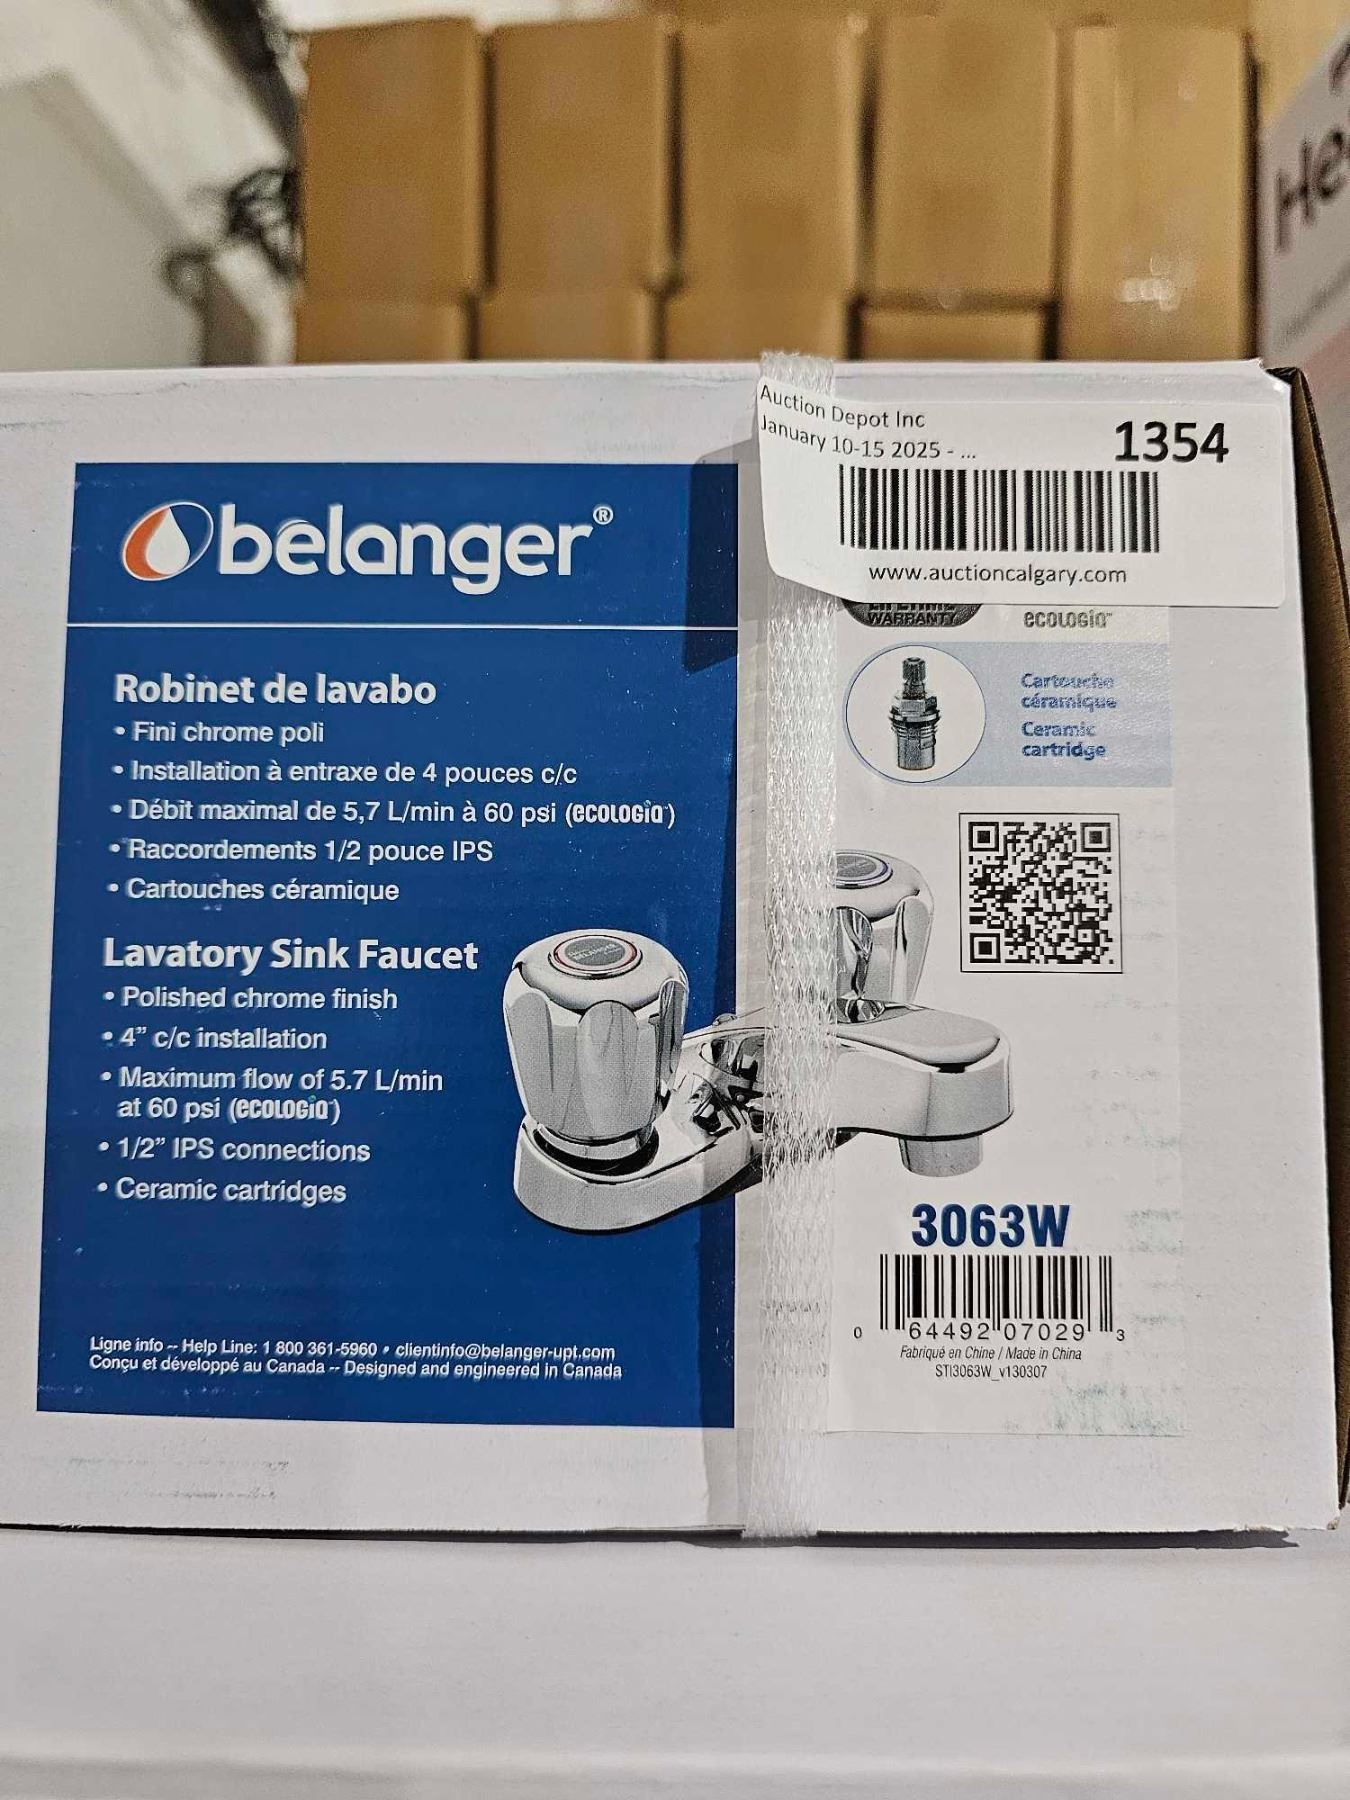 Auction Depot Inc
January 10-15 2025 - ...
1354
www.auctioncalgary.com
belanger®
WARRANTY
ecoLogia™
Cartouche
céramique
Ceramic
cartridge
Robinet de lavabo
• Fini chrome poli
• Installation à entraxe de 4 pouces c/c
• Débit maximal de 5,7 L/min à 60 psi (ecoLogia™)
• Raccordements 1/2 pouce IPS
• Cartouches céramique
Lavatory Sink Faucet
• Polished chrome finish
• 4” c/c installation
• Maximum flow of 5.7 L/min
at 60 psi (ecoLogia™)
• 1/2” IPS connections
• Ceramic cartridges
3063W
0 64492 07029 3
Fabriqué en Chine / Made in China
STI3063W_v130307
Ligne info -- Help Line: 1 800 361-5960 • clientinfo@belanger-upt.com
Conçu et développé au Canada -- Designed and engineered in Canada